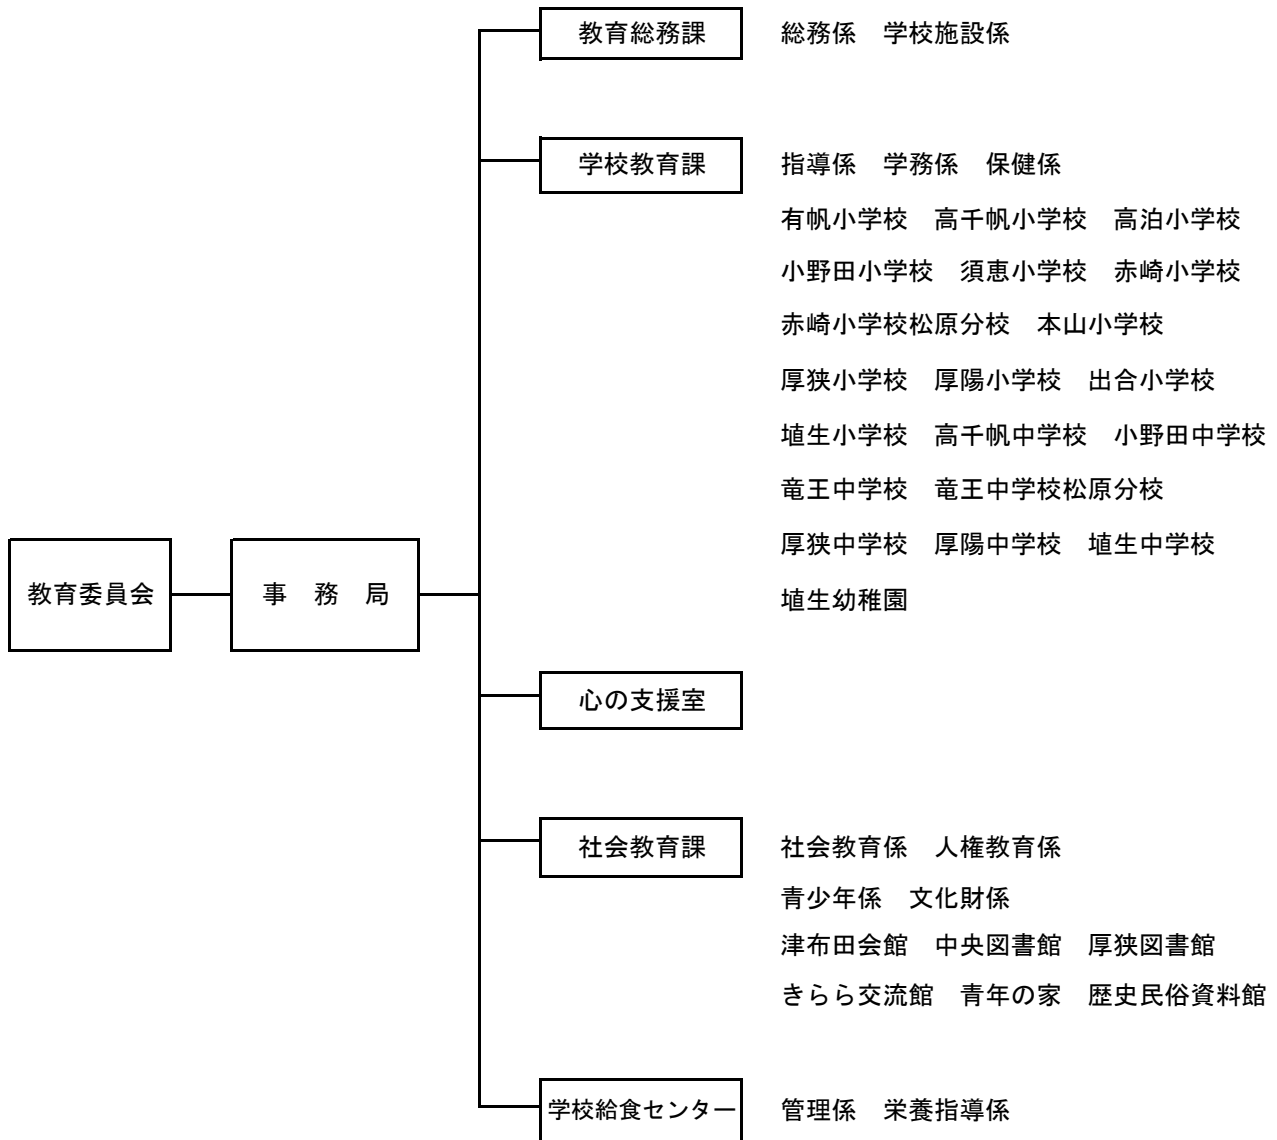 教育総務課　総務係　学校施設係
学校教育課　指導係　学務係　保健係
有帆小学校　高千帆小学校　高泊小学校
小野田小学校　須恵小学校　赤崎小学校
赤崎小学校松原分校　本山小学校
厚狭小学校　厚陽小学校　出合小学校
埴生小学校　高千帆中学校　小野田中学校
竜王中学校　竜王中学校松原分校
厚狭中学校　厚陽中学校　埴生中学校
教育委員会　事　務　局
埴生幼稚園
心の支援室
社会教育課　社会教育係　人権教育係
青少年係　文化財係
津布田会館　中央図書館　厚狭図書館
きらら交流館　青年の家　歴史民俗資料館
学校給食センター　管理係　栄養指導係